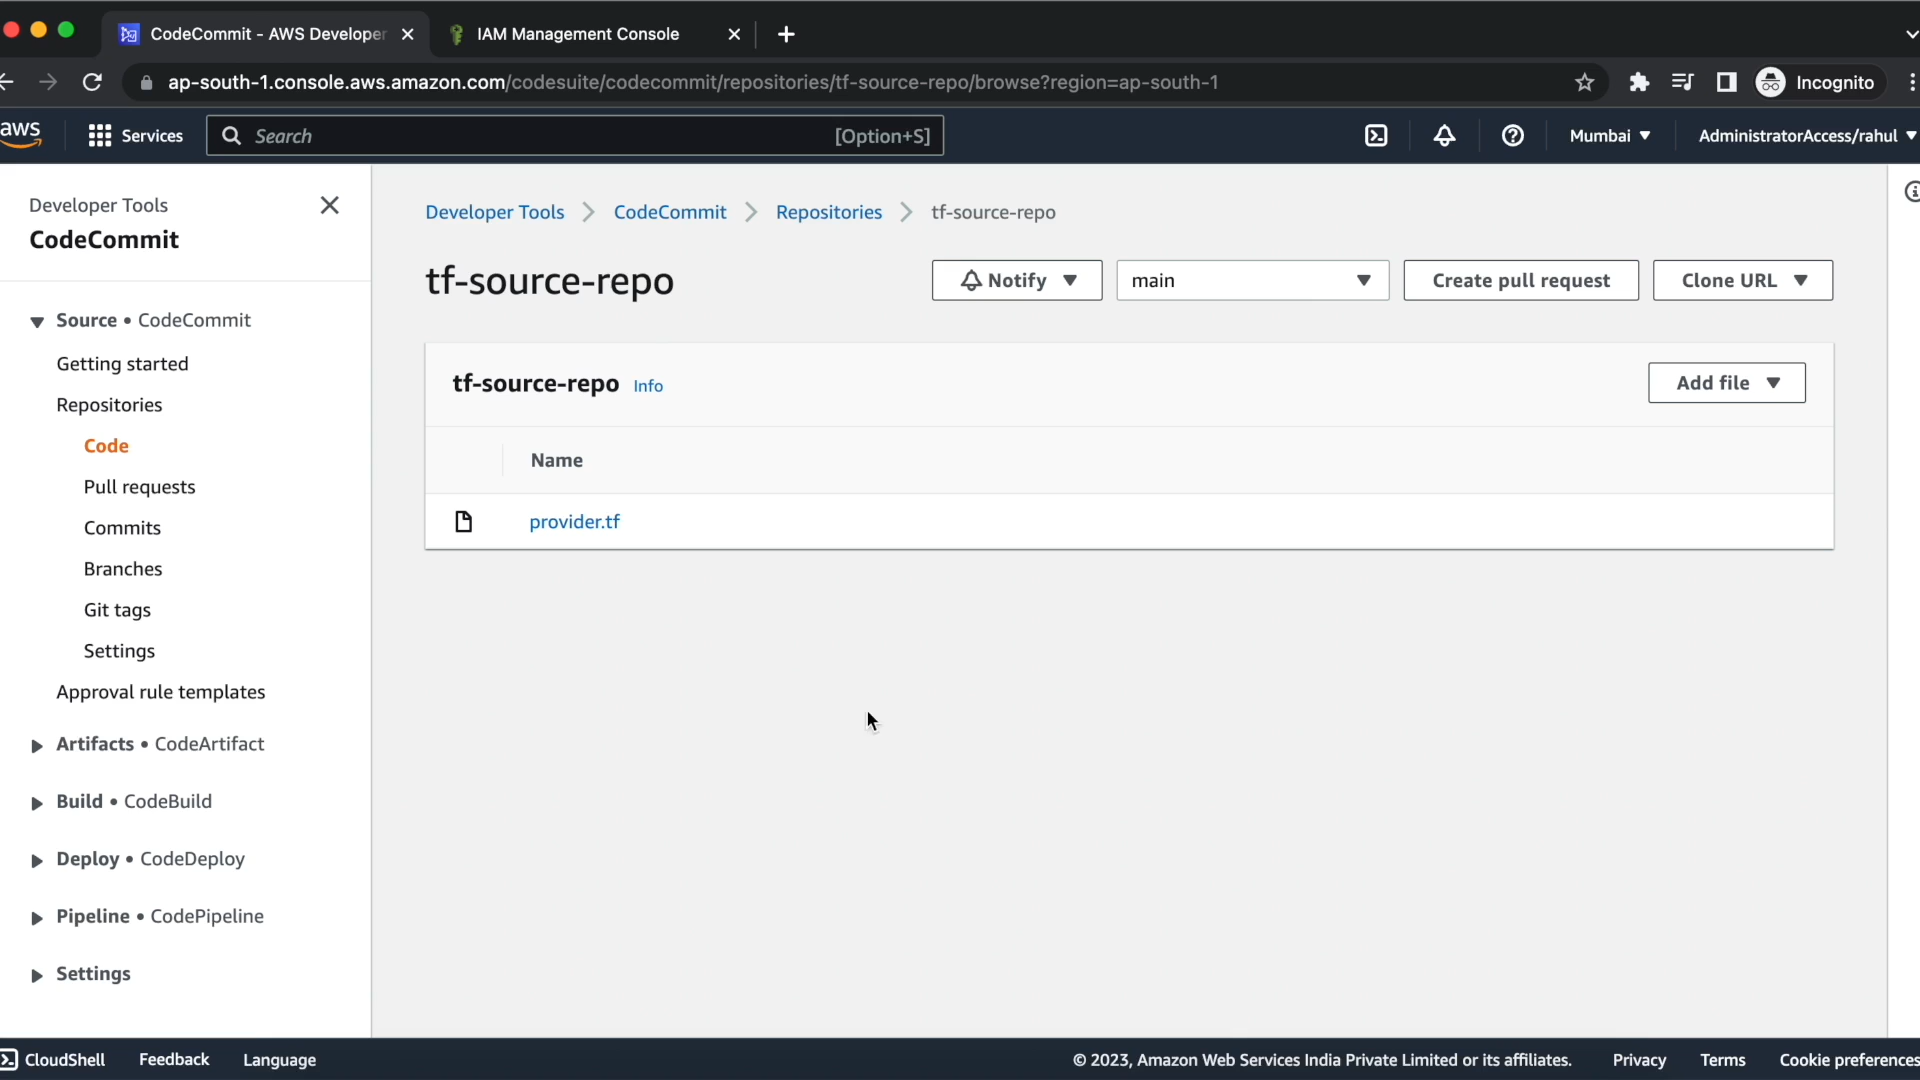 CodeCommit - AWS Developer
IAM Management Console
ap-south-1.console.aws.amazon.com/codesuite/codecommit/repositories/tf-source-repo/browse?region=ap-south-1
Incognito
aws
Services
Search
[Option+S]
Mumbai
AdministratorAccess/rahul
Developer Tools
CodeCommit
Source • CodeCommit
Getting started
Repositories
Code
Pull requests
Commits
Branches
Git tags
Settings
Approval rule templates
Artifacts • CodeArtifact
Build • CodeBuild
Deploy • CodeDeploy
Pipeline • CodePipeline
Settings
Developer Tools > CodeCommit > Repositories > tf-source-repo
tf-source-repo
Notify
main
Create pull request
Clone URL
tf-source-repo Info
Add file
Name
provider.tf
CloudShell
Feedback
Language
© 2023, Amazon Web Services India Private Limited or its affiliates.
Privacy
Terms
Cookie preferences